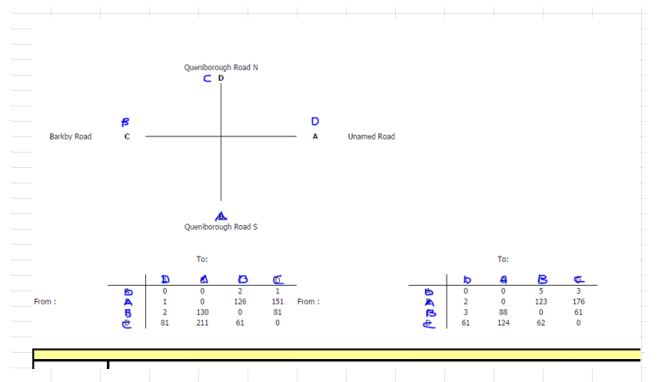 Queniborough Road N
C D
B D
Barkby Road C A Unamed Road
A
Queniborough Road S
To: To:
D A B C D A B C
D 0 0 2 1 D 0 0 5 3
From : A 1 0 126 151 From : A 2 0 123 176
B 2 130 0 81 B 3 88 0 61
C 81 211 61 0 C 61 124 62 0